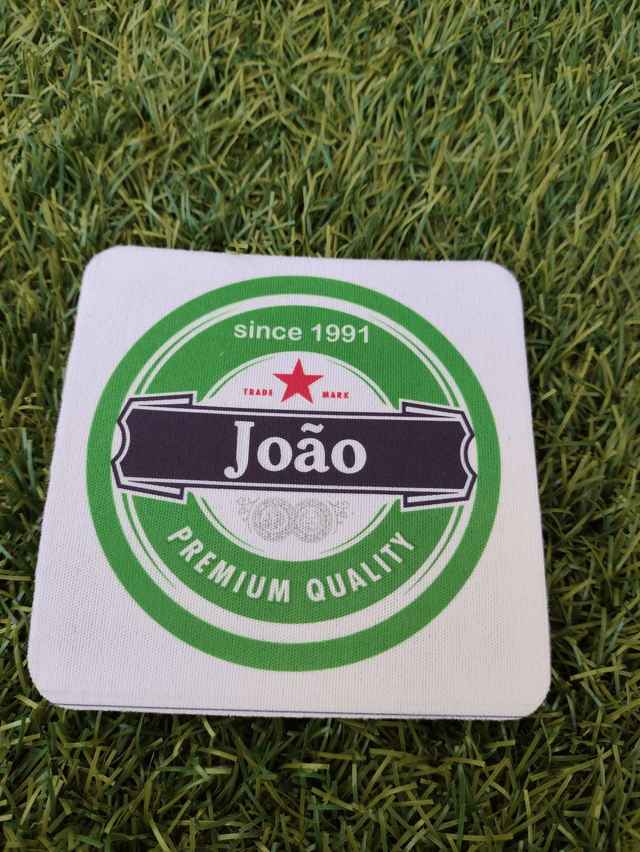 since 1991
TRADE MARK
João
PREMIUM QUALITY